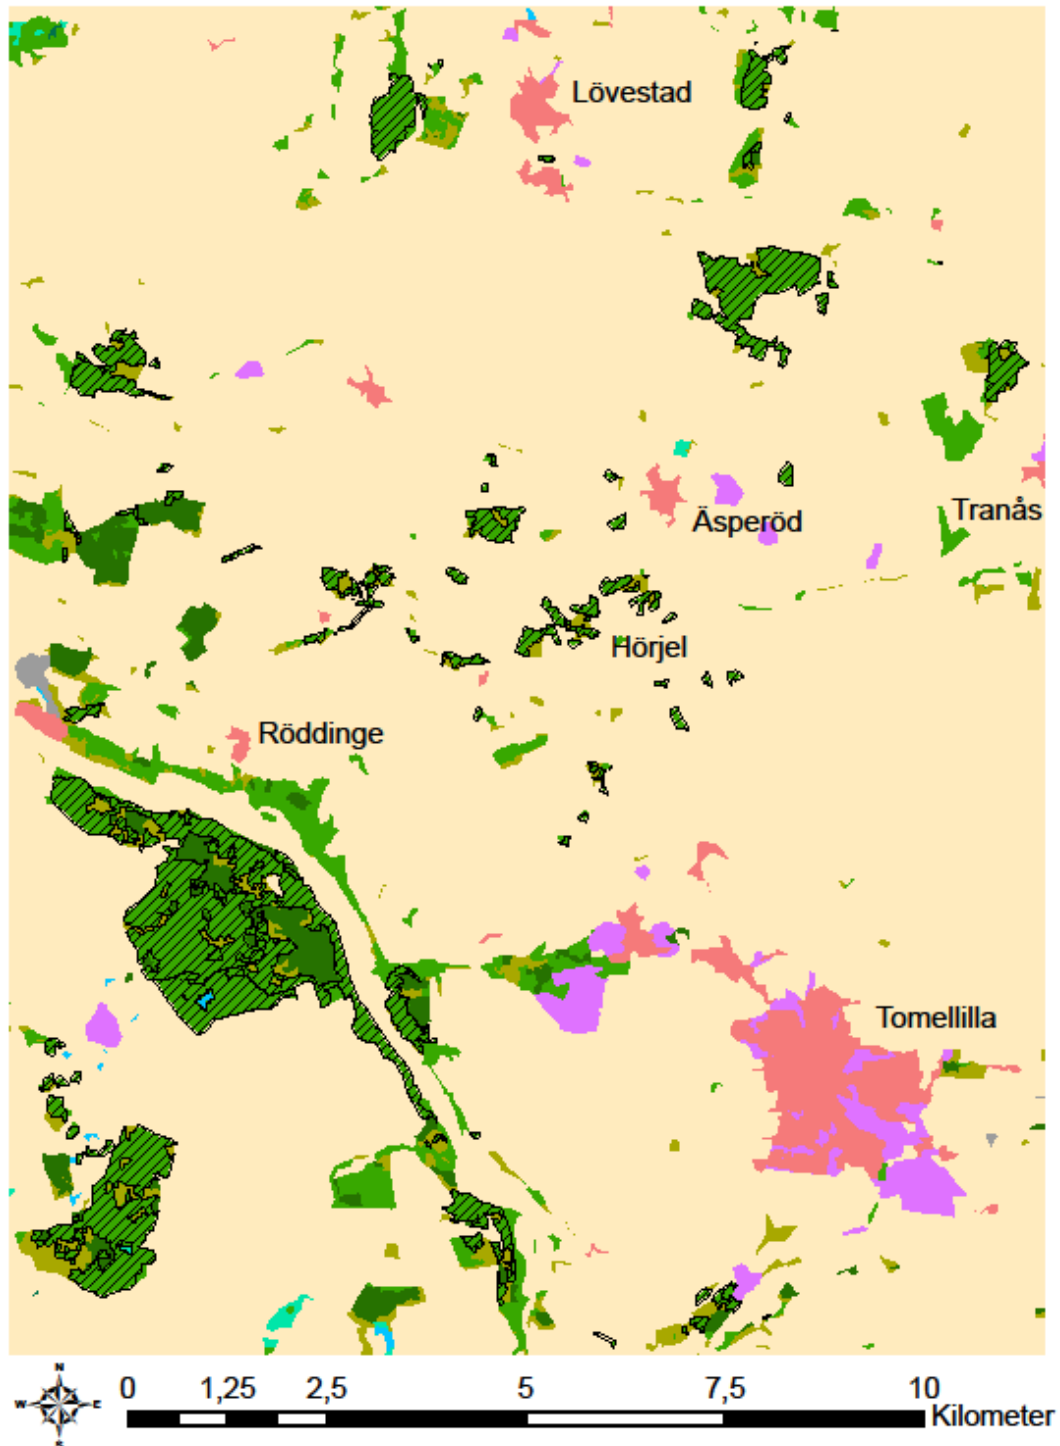 Lövestad
Äsperöd
Tranås
Hörjel
Röddinge
Tomellilla
N
W E
S
0 1,25 2,5 5 7,5 10
Kilometer